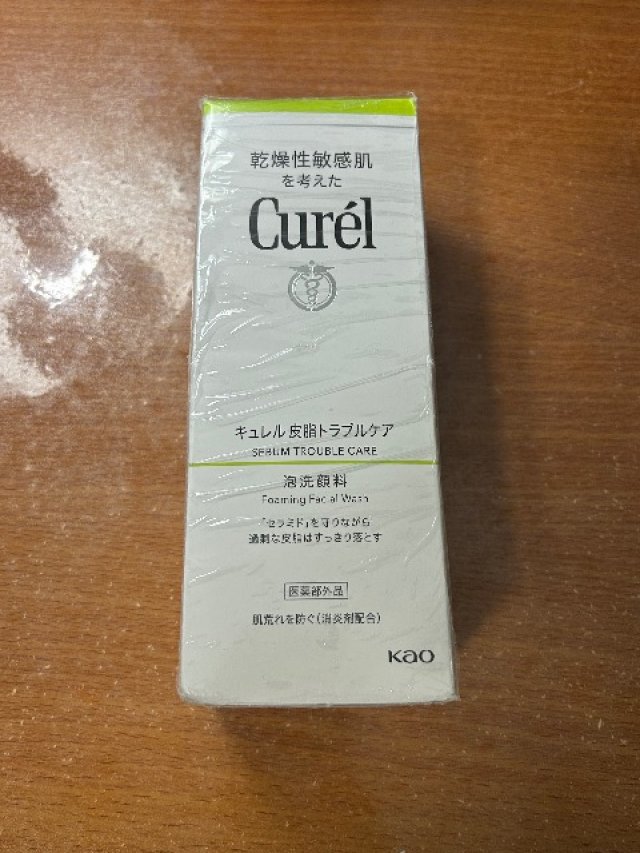 乾燥性敏感肌
を考えた
Curél
キュレル 皮脂トラブルケア
SEBUM TROUBLE CARE
泡洗顔料
Foaming Facial Wash
「セラミド」を守りながら
過剰な皮脂はすっきり落とす
医薬部外品
肌荒れを防ぐ(消炎剤配合)
Kao